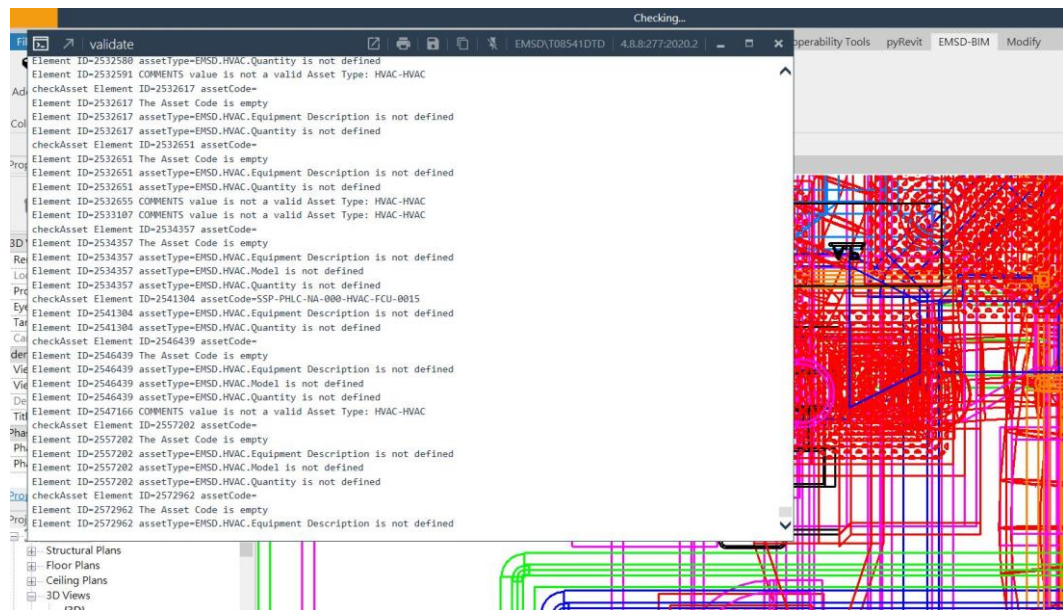 Checking...
validate
EMSD\T08541DTD | 4.8.8:277:2020.2
operability Tools pyRevit EMSD-BIM Modify
Element ID=2532580 assetType=EMSD.HVAC.Quantity is not defined
Element ID=2532591 COMMENTS value is not a valid Asset Type: HVAC-HVAC
checkAsset Element ID=2532617 assetCode=
Element ID=2532617 The Asset Code is empty
Element ID=2532617 assetType=EMSD.HVAC.Equipment Description is not defined
Element ID=2532617 assetType=EMSD.HVAC.Quantity is not defined
checkAsset Element ID=2532651 assetCode=
Element ID=2532651 The Asset Code is empty
Element ID=2532651 assetType=EMSD.HVAC.Equipment Description is not defined
Element ID=2532651 assetType=EMSD.HVAC.Quantity is not defined
Element ID=2532655 COMMENTS value is not a valid Asset Type: HVAC-HVAC
Element ID=2533107 COMMENTS value is not a valid Asset Type: HVAC-HVAC
checkAsset Element ID=2534357 assetCode=
Element ID=2534357 The Asset Code is empty
Element ID=2534357 assetType=EMSD.HVAC.Equipment Description is not defined
Element ID=2534357 assetType=EMSD.HVAC.Model is not defined
Element ID=2534357 assetType=EMSD.HVAC.Quantity is not defined
checkAsset Element ID=2541304 assetCode=SSP-PHLC-NA-000-HVAC-FCU-0015
Element ID=2541304 assetType=EMSD.HVAC.Equipment Description is not defined
Element ID=2541304 assetType=EMSD.HVAC.Quantity is not defined
checkAsset Element ID=2546439 assetCode=
Element ID=2546439 The Asset Code is empty
Element ID=2546439 assetType=EMSD.HVAC.Equipment Description is not defined
Element ID=2546439 assetType=EMSD.HVAC.Model is not defined
Element ID=2546439 assetType=EMSD.HVAC.Quantity is not defined
Element ID=2547166 COMMENTS value is not a valid Asset Type: HVAC-HVAC
checkAsset Element ID=2557202 assetCode=
Element ID=2557202 The Asset Code is empty
Element ID=2557202 assetType=EMSD.HVAC.Equipment Description is not defined
Element ID=2557202 assetType=EMSD.HVAC.Model is not defined
Element ID=2557202 assetType=EMSD.HVAC.Quantity is not defined
checkAsset Element ID=2572962 assetCode=
Element ID=2572962 The Asset Code is empty
Element ID=2572962 assetType=EMSD.HVAC.Equipment Description is not defined
Structural Plans
Floor Plans
Ceiling Plans
3D Views